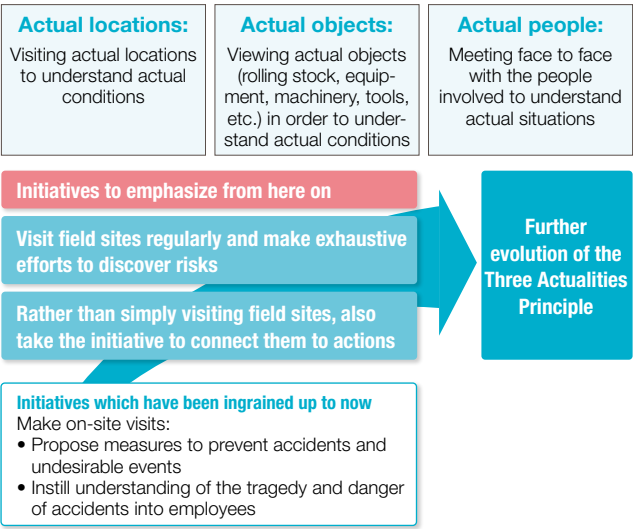 Actual locations:
Visiting actual locations
to understand actual
conditions
Actual objects:
Viewing actual objects
(rolling stock, equip-
ment, machinery, tools,
etc.) in order to under-
stand actual conditions
Actual people:
Meeting face to face
with the people
involved to understand
actual situations
Initiatives to emphasize from here on
Visit field sites regularly and make exhaustive
efforts to discover risks
Rather than simply visiting field sites, also
take the initiative to connect them to actions
Further
evolution of the
Three Actualities
Principle
Initiatives which have been ingrained up to now
Make on-site visits:
• Propose measures to prevent accidents and
undesirable events
• Instill understanding of the tragedy and danger
of accidents into employees